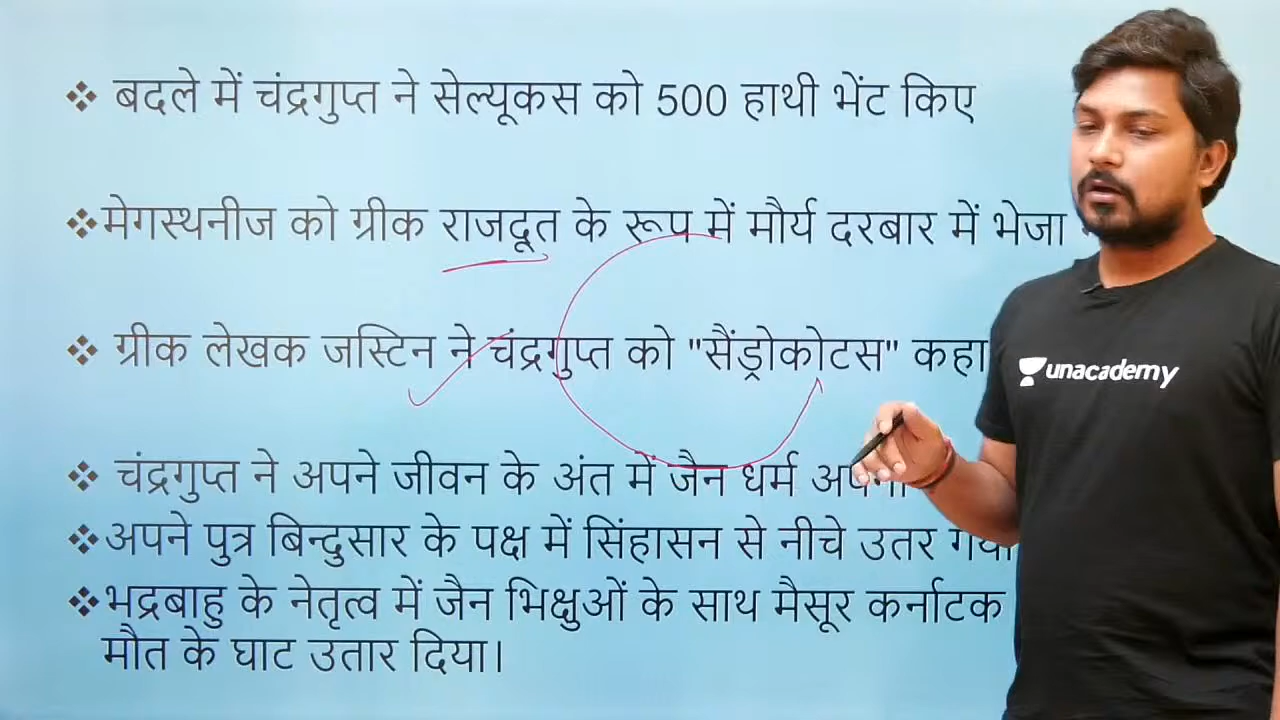 ❖ बदले में चंद्रगुप्त ने सेल्यूकस को 500 हाथी भेंट किए
❖ मेगस्थनीज को ग्रीक राजदूत के रूप में मौर्य दरबार में भेजा
❖ ग्रीक लेखक जस्टिन ने चंद्रगुप्त को "सैंड्रोकोटस" कहा
unacademy
❖ चंद्रगुप्त ने अपने जीवन के अंत में जैन धर्म
❖ अपने पुत्र बिन्दुसार के पक्ष में सिंहासन से नीचे उतर गया
❖ भद्रबाहु के नेतृत्व में जैन भिक्षुओं के साथ मैसूर कर्नाटक
मौत के घाट उतार दिया।